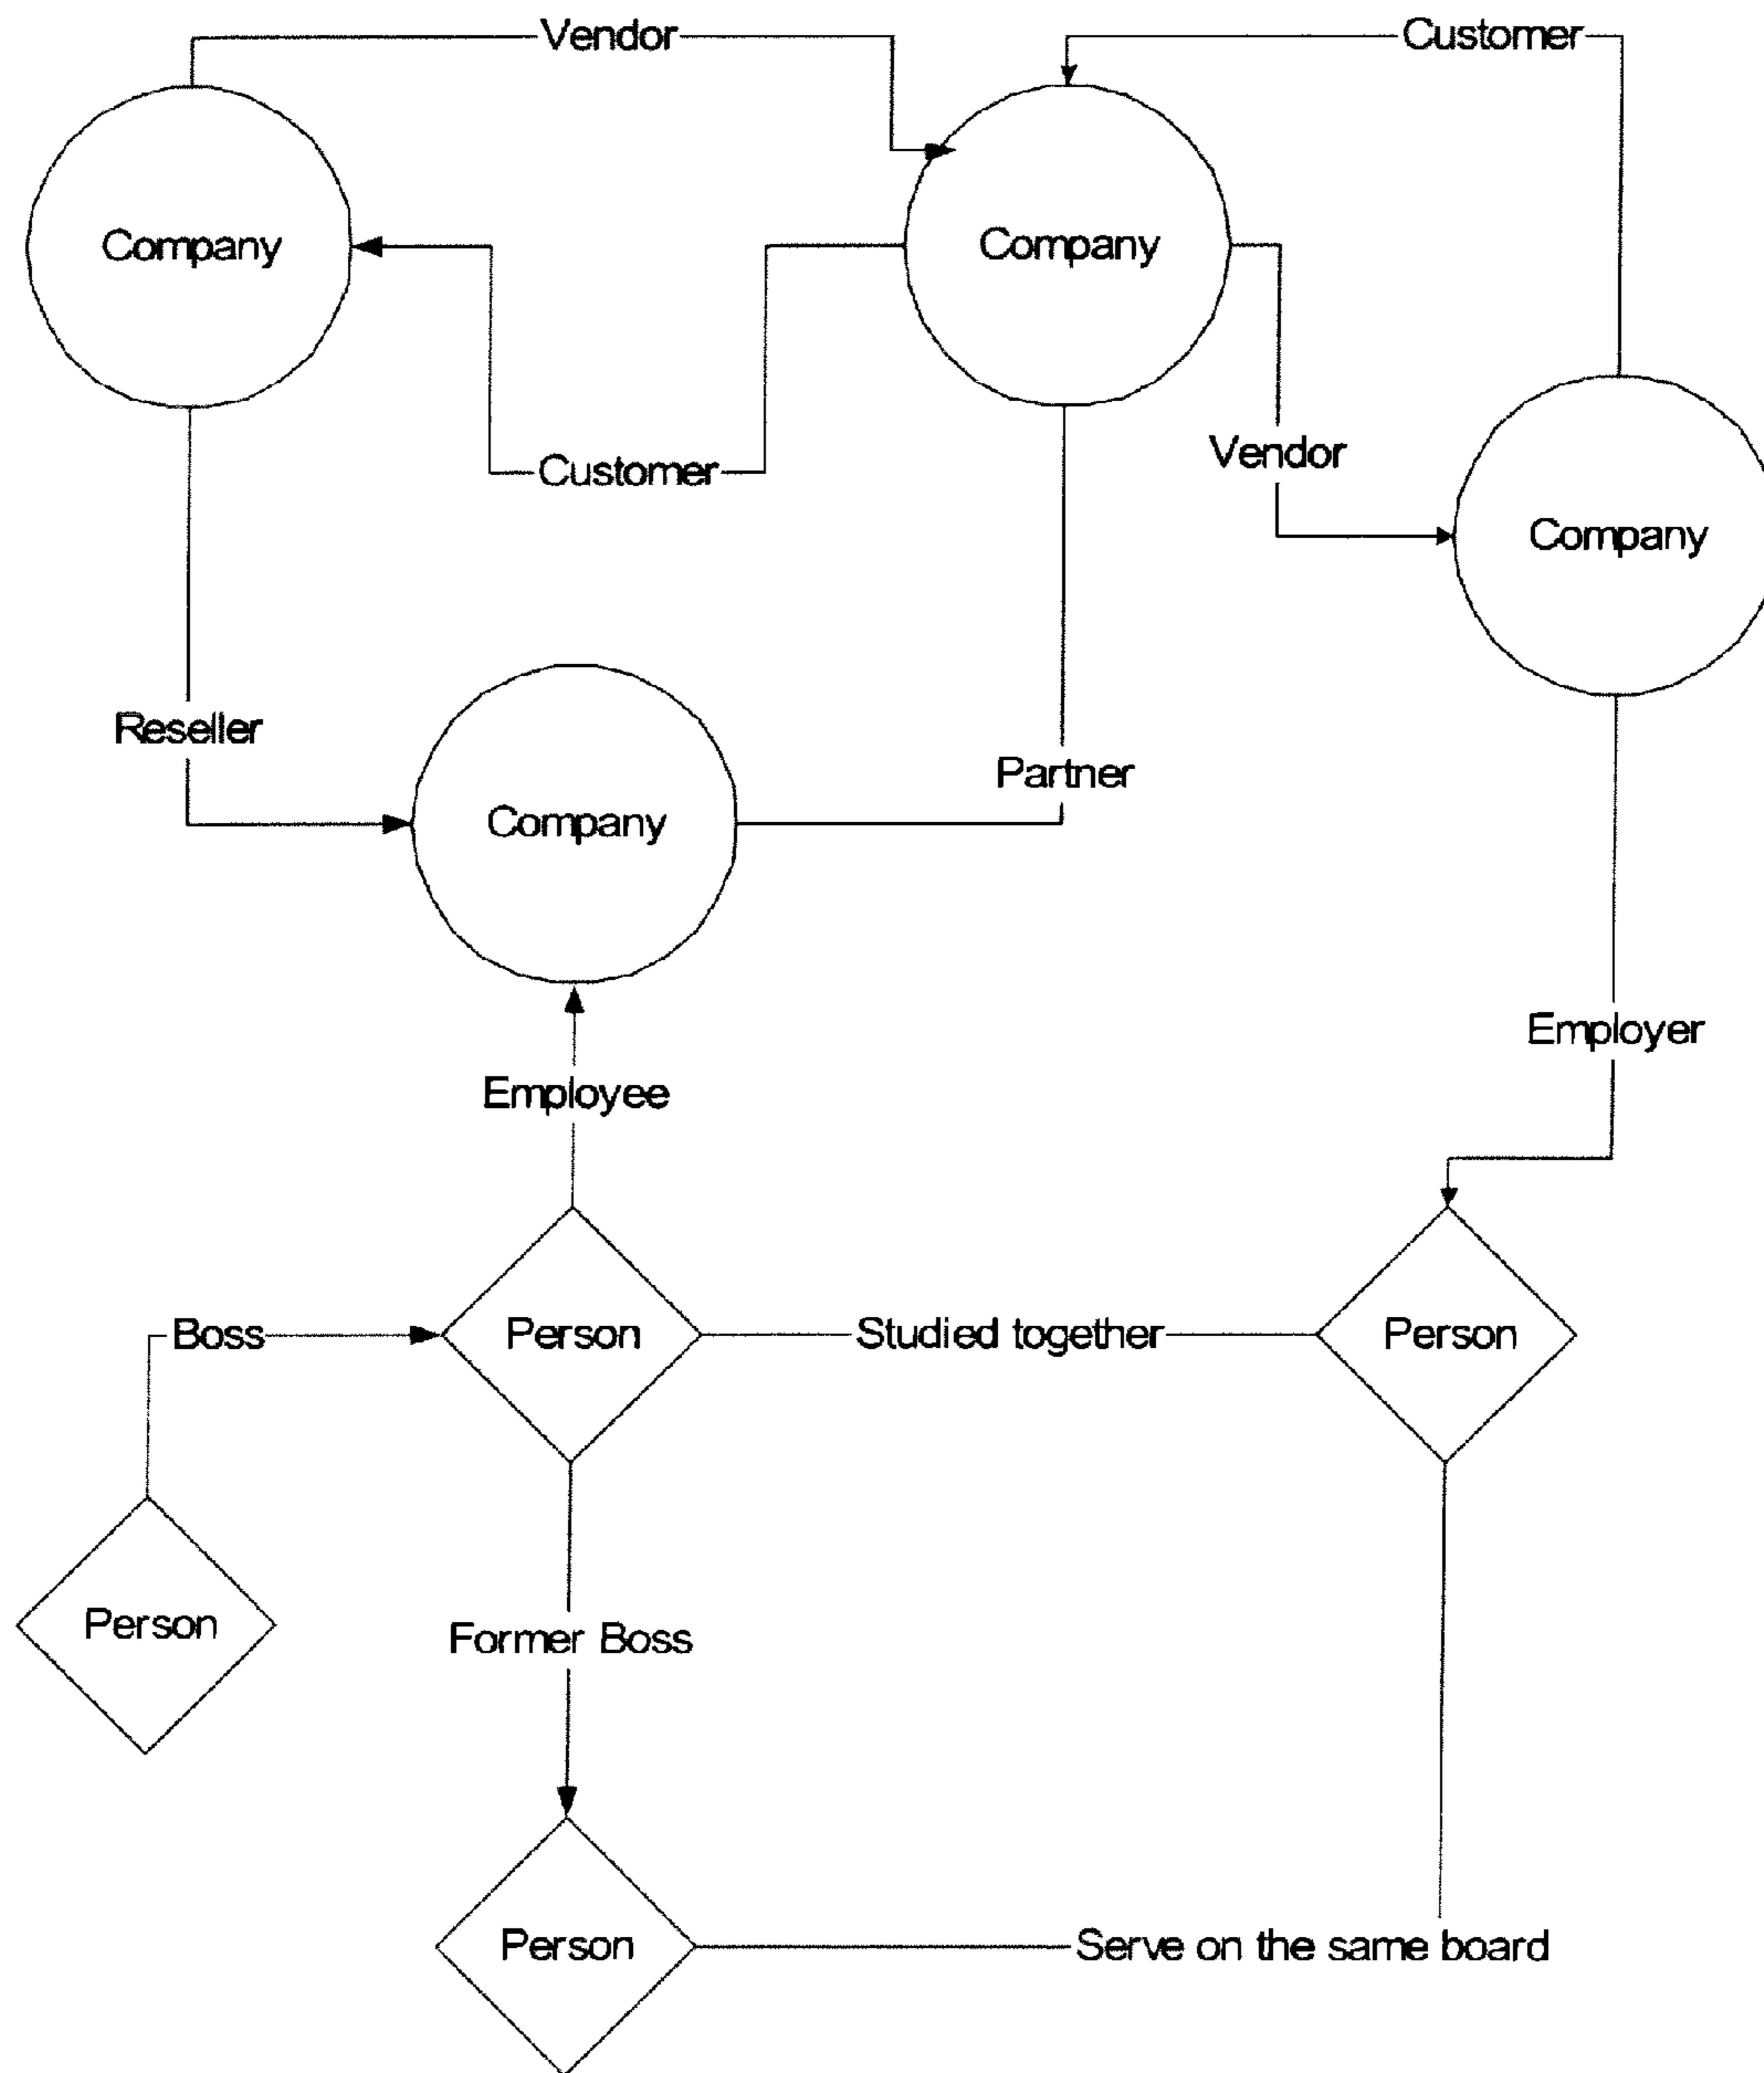 Vendor
Customer
Company
Company
Customer
Vendor
Company
Reseller
Partner
Company
Employer
Employee
Boss
Person
Studied together
Person
Person
Former Boss
Person
Serve on the same board